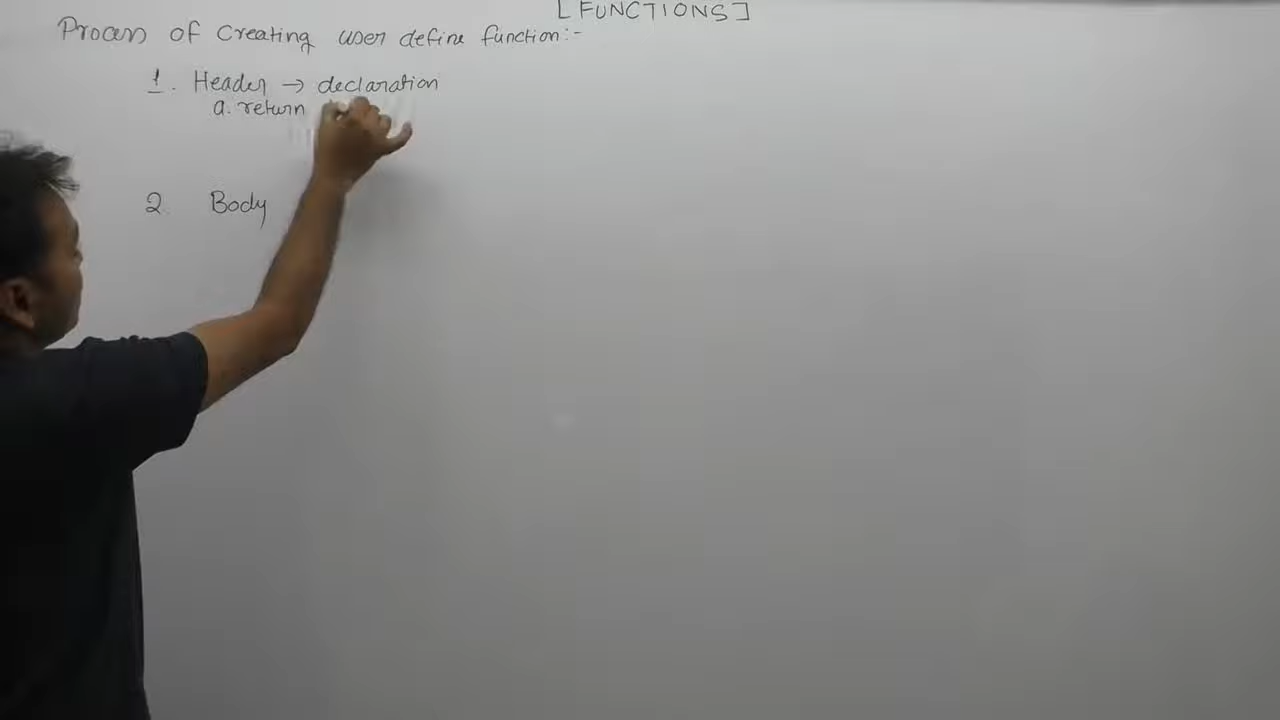 [FUNCTIONS]
Process of Creating user define function:-
1. Header → declaration
a. return
2. Body